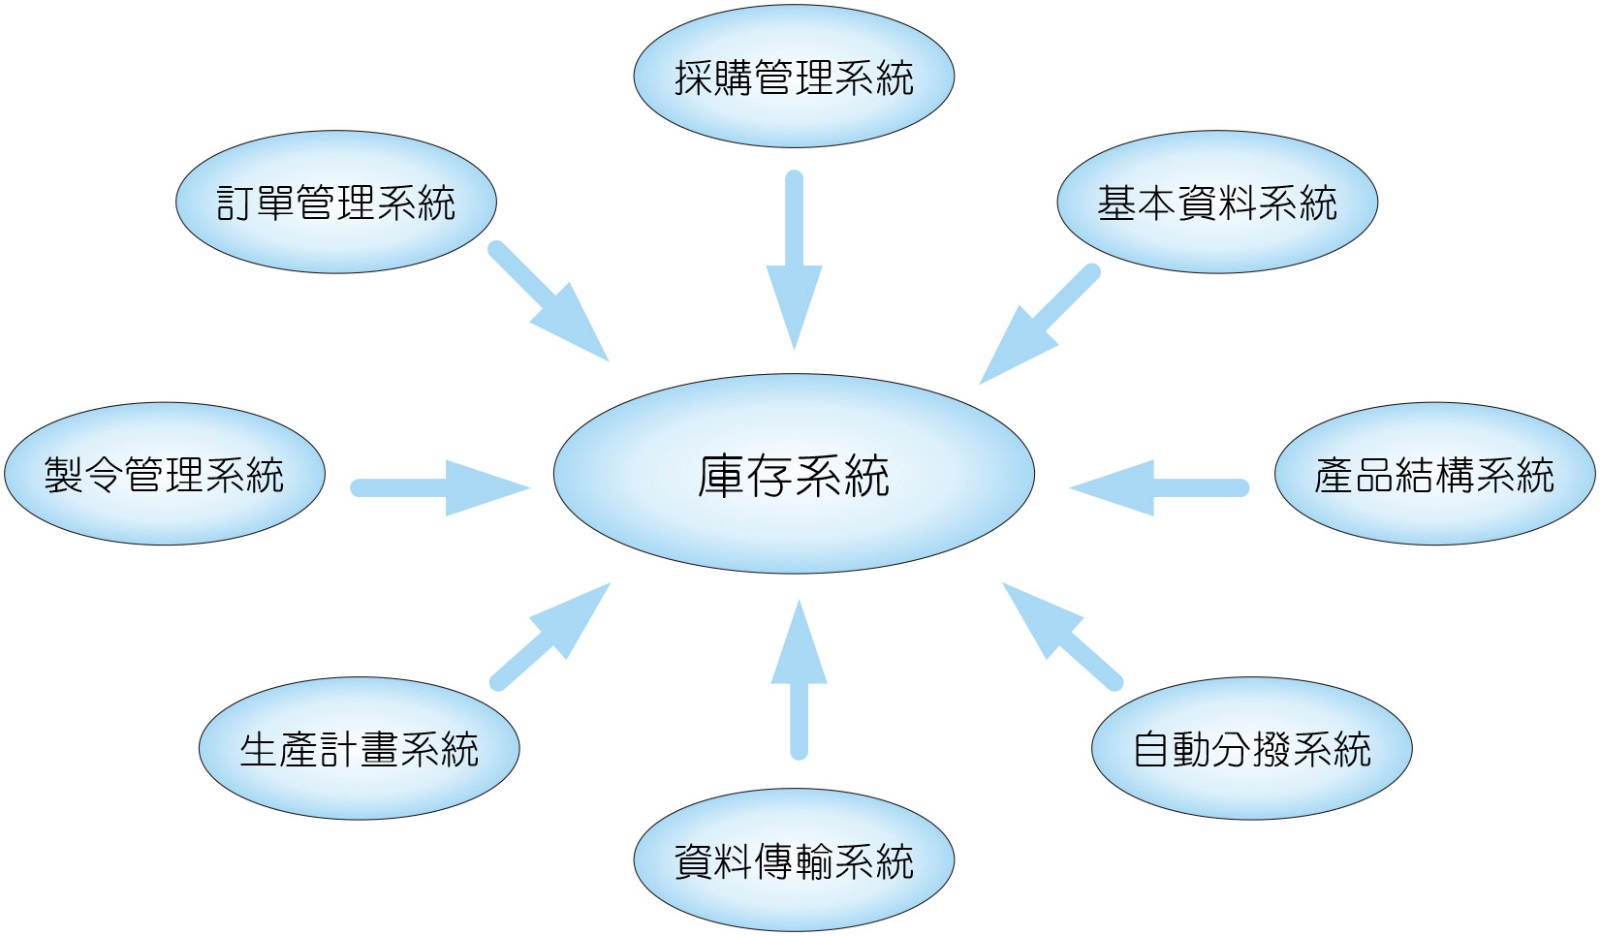 採購管理系統
訂單管理系統
基本資料系統
製令管理系統
庫存系統
產品結構系統
生產計畫系統
自動分撥系統
資料傳輸系統